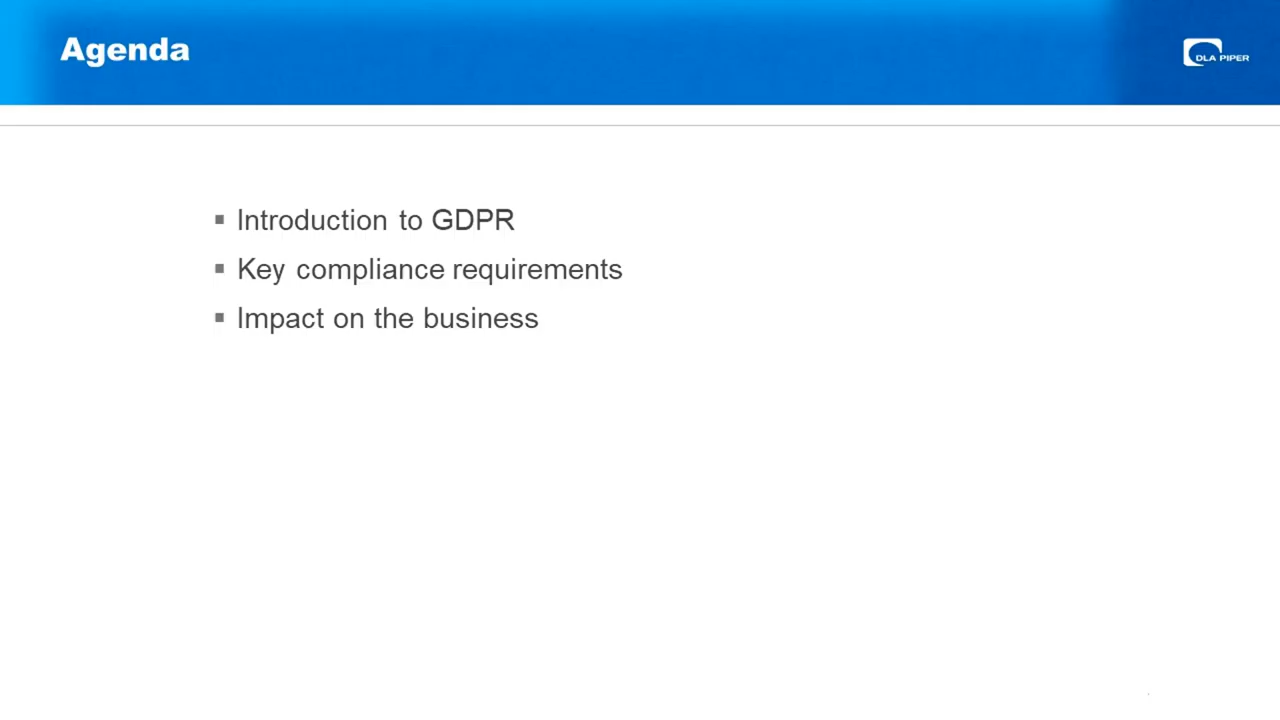 Agenda
DLA PIPER
Introduction to GDPR
Key compliance requirements
Impact on the business